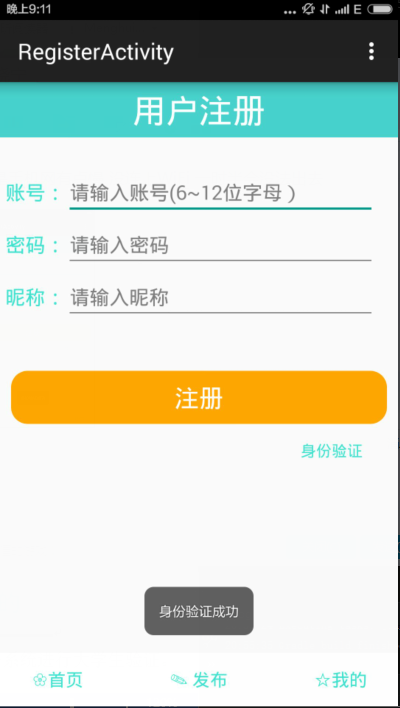 晚上9:11 ... E
RegisterActivity
用户注册
账号： 请输入账号(6~12位字母）
密码： 请输入密码
昵称： 请输入昵称
注册
身份验证
身份验证成功
首页 发布 ☆我的